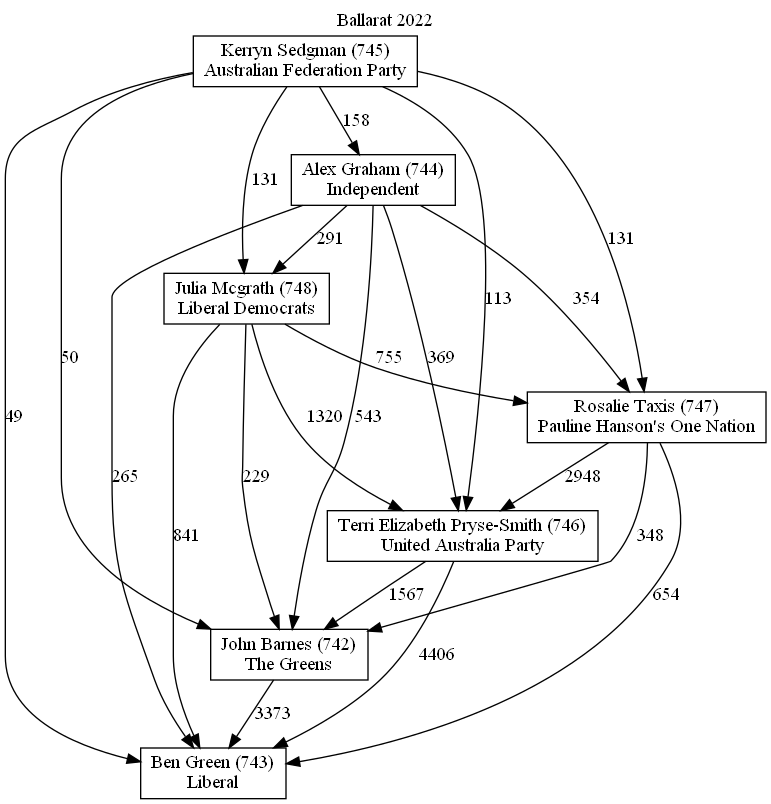 Ballarat 2022
Kerryn Sedgman (745)
Australian Federation Party
158
Alex Graham (744)
Independent
131
291
131
Julia Mcgrath (748)
Liberal Democrats
113
354
50
755
369
Rosalie Taxis (747)
Pauline Hanson's One Nation
49
1320
543
265
229
2948
Terri Elizabeth Pryse-Smith (746)
United Australia Party
841
348
1567
654
John Barnes (742)
The Greens
4406
3373
Ben Green (743)
Liberal